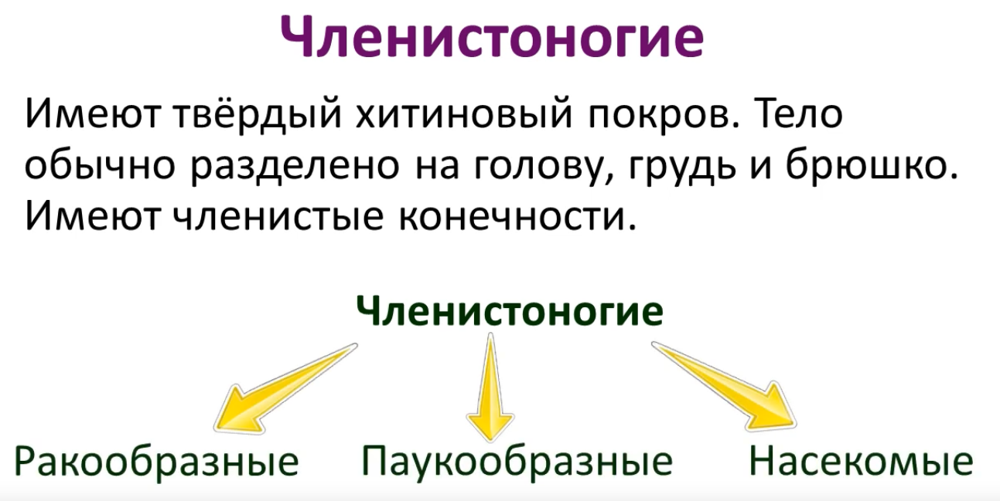 Членистоногие
Имеют твёрдый хитиновый покров. Тело
обычно разделено на голову, грудь и брюшко.
Имеют членистые конечности.
Членистоногие
Ракообразные Паукообразные Насекомые